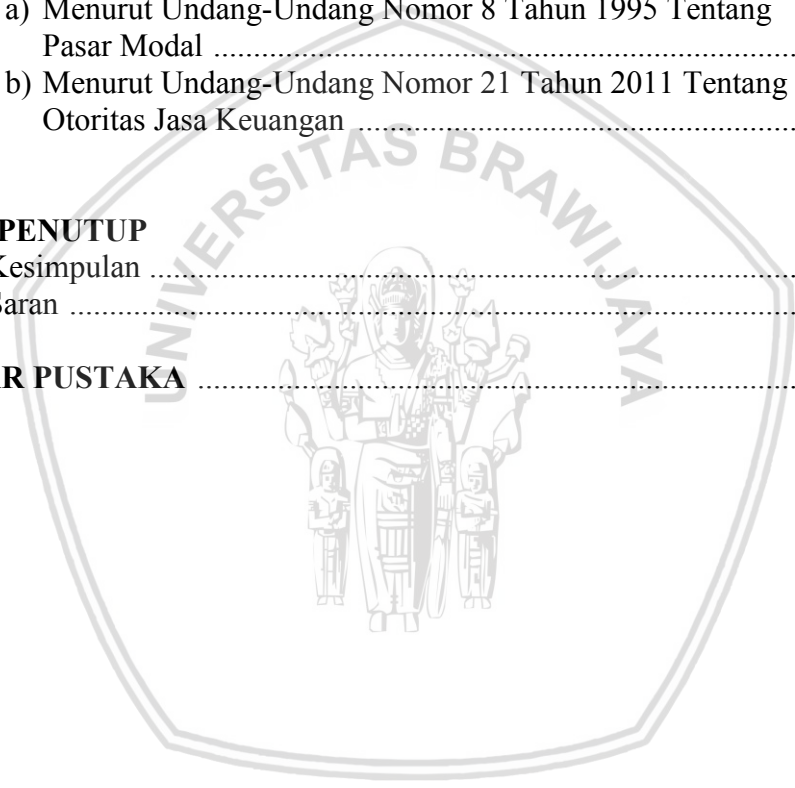 a) Menurut Undang-Undang Nomor 8 Tahun 1995 Tentang
Pasar Modal ..........................................................................
b) Menurut Undang-Undang Nomor 21 Tahun 2011 Tentang
Otoritas Jasa Keuangan .......................................................
PENUTUP
Kesimpulan ..................................................................................
Saran ............................................................................................
R PUSTAKA ..........................................................................
UNIVERSITAS BRAWIJAYA